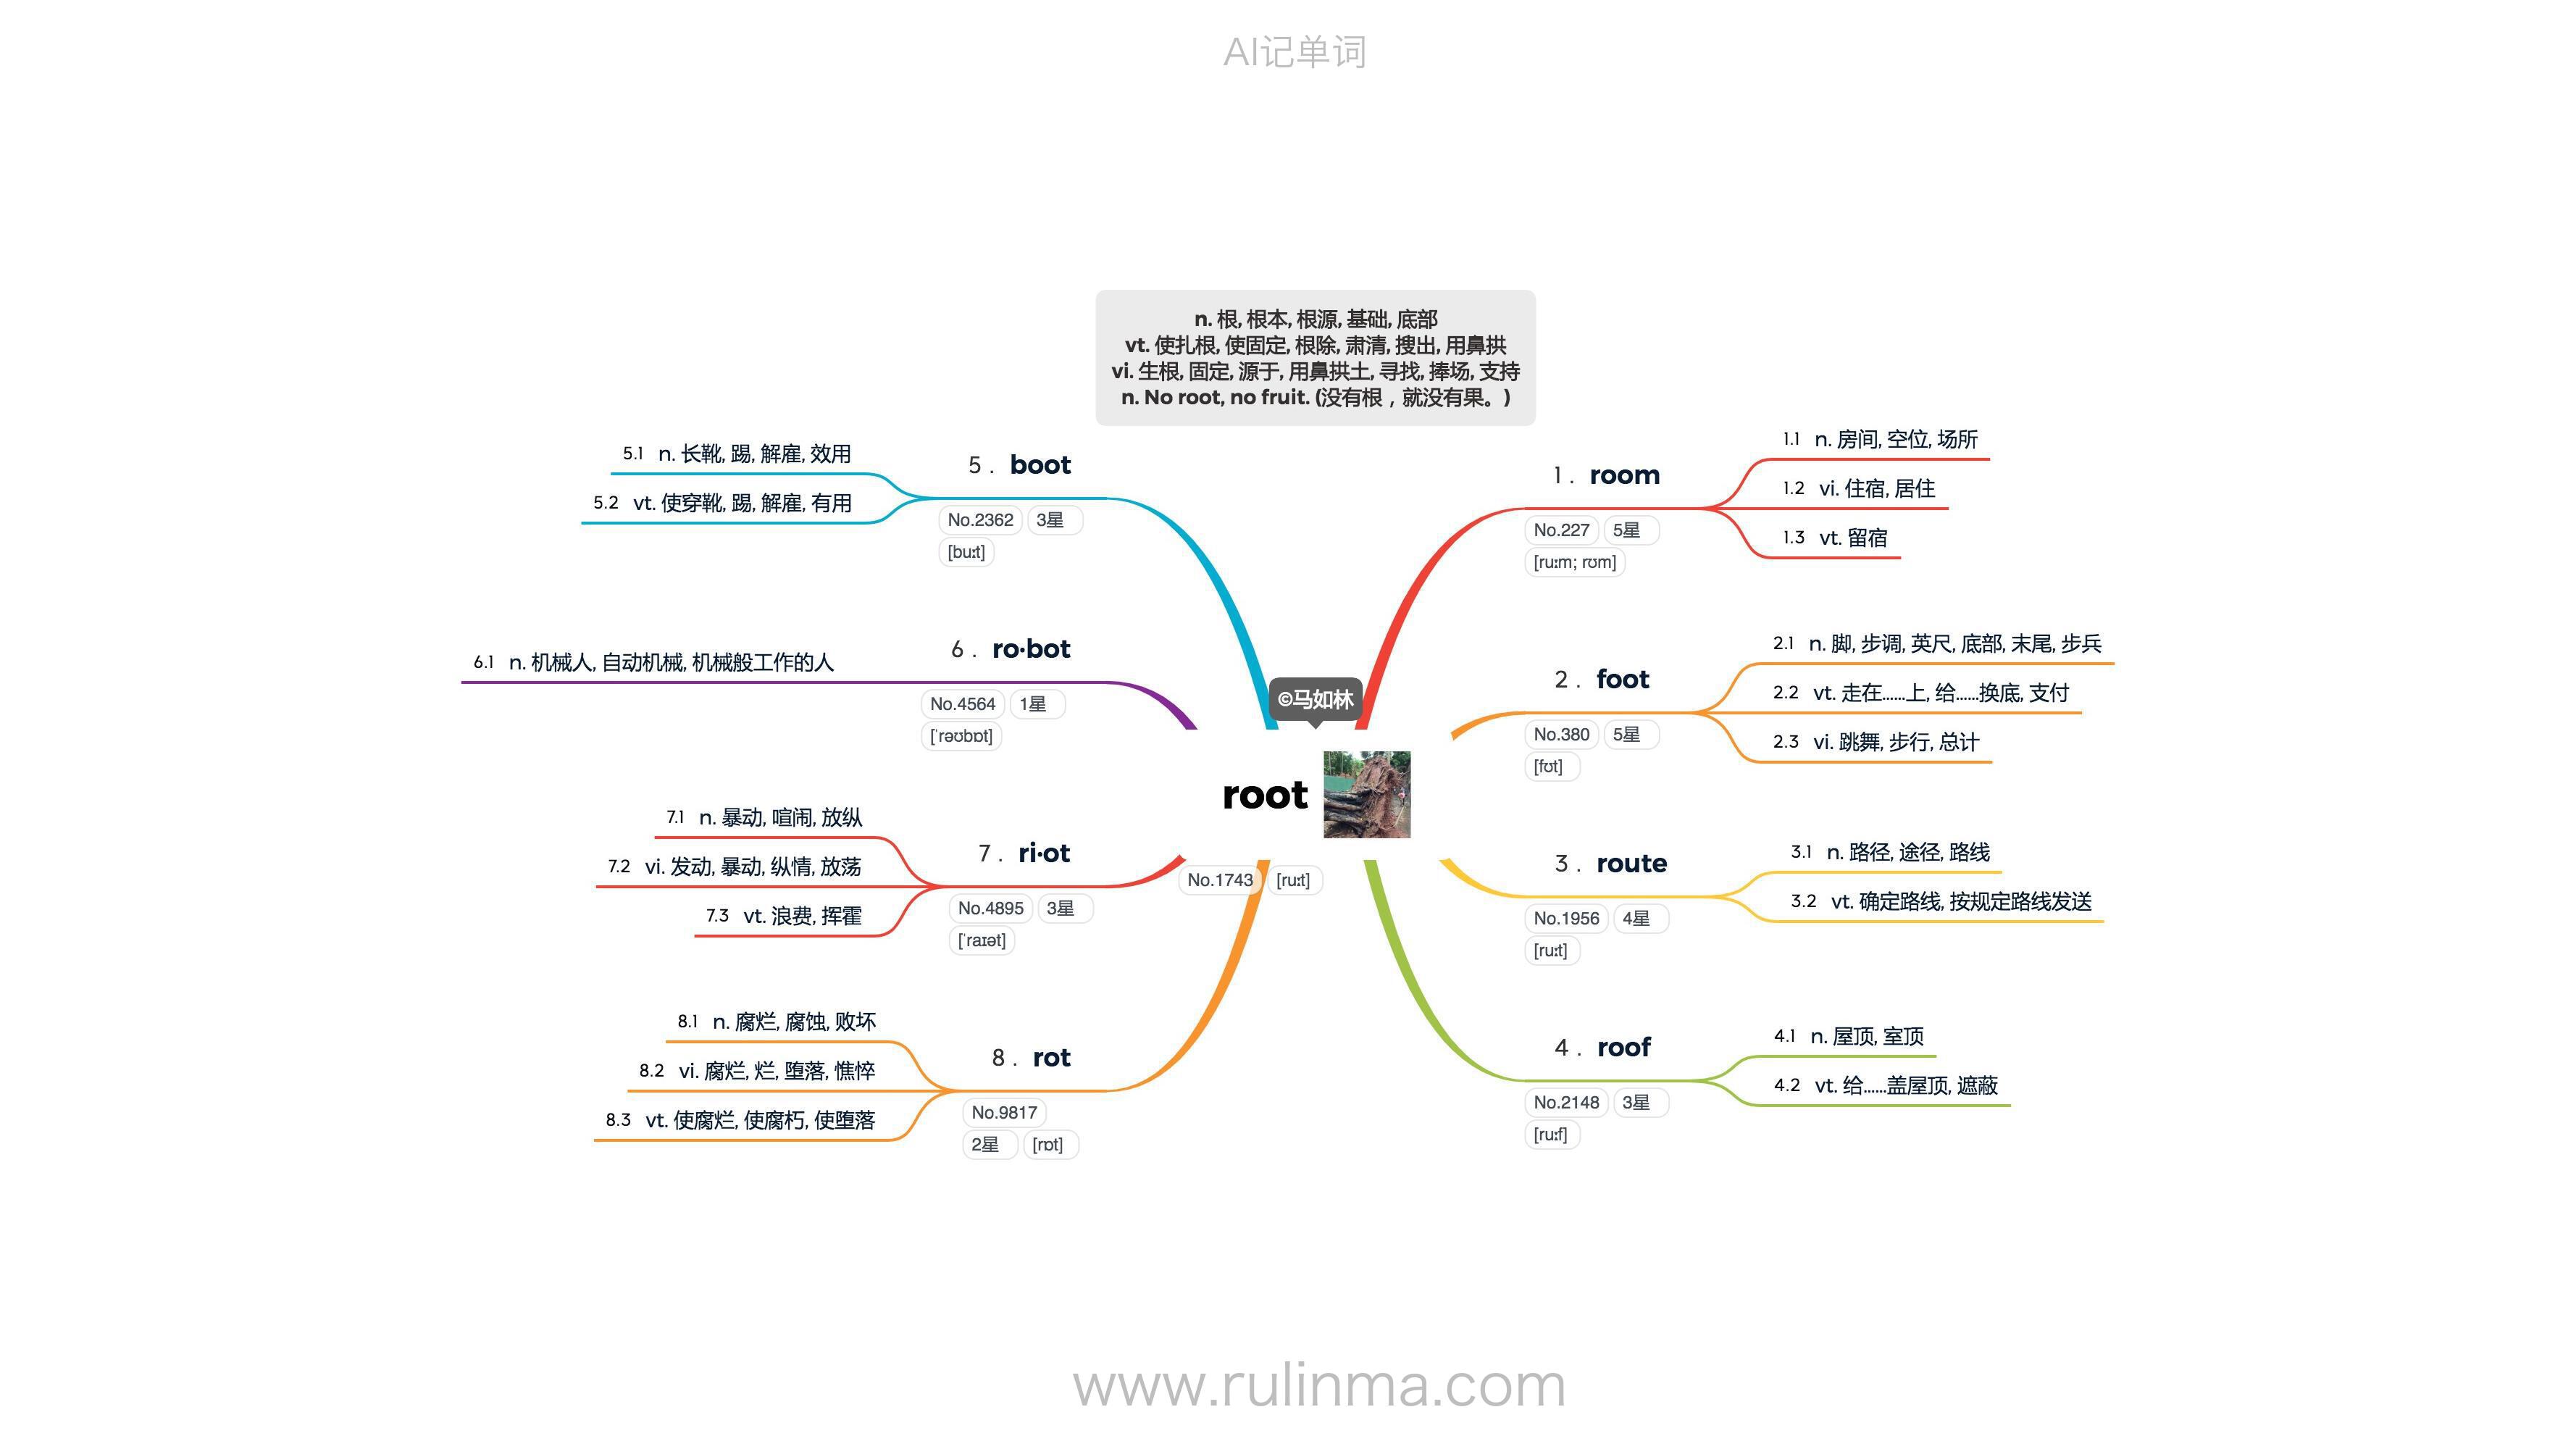 AI记单词
n. 根, 根本, 根源, 基础, 底部
vt. 使扎根, 使固定, 根除, 肃清, 搜出, 用鼻拱
vi. 生根, 固定, 源于, 用鼻拱土, 寻找, 捧场, 支持
n. No root, no fruit. (没有根，就没有果。)
©马如林
root
No.1743 [ruːt]
1. room
No.227 5星
[ruːm; rʊm]
1.1 n. 房间, 空位, 场所
1.2 vi. 住宿, 居住
1.3 vt. 留宿
2. foot
No.380 5星
[fʊt]
2.1 n. 脚, 步调, 英尺, 底部, 末尾, 步兵
2.2 vt. 走在......上, 给......换底, 支付
2.3 vi. 跳舞, 步行, 总计
3. route
No.1956 4星
[ruːt]
3.1 n. 路径, 途径, 路线
3.2 vt. 确定路线, 按规定路线发送
4. roof
No.2148 3星
[ruːf]
4.1 n. 屋顶, 室顶
4.2 vt. 给......盖屋顶, 遮蔽
5. boot
No.2362 3星
[buːt]
5.1 n. 长靴, 踢, 解雇, 效用
5.2 vt. 使穿靴, 踢, 解雇, 有用
6. ro·bot
No.4564 1星
[ˈrəʊbɒt]
6.1 n. 机械人, 自动机械, 机械般工作的人
7. ri·ot
No.4895 3星
[ˈraɪət]
7.1 n. 暴动, 喧闹, 放纵
7.2 vi. 发动, 暴动, 纵情, 放荡
7.3 vt. 浪费, 挥霍
8. rot
No.9817
2星 [rɒt]
8.1 n. 腐烂, 腐蚀, 败坏
8.2 vi. 腐烂, 烂, 堕落, 憔悴
8.3 vt. 使腐烂, 使腐朽, 使堕落
www.rulinma.com